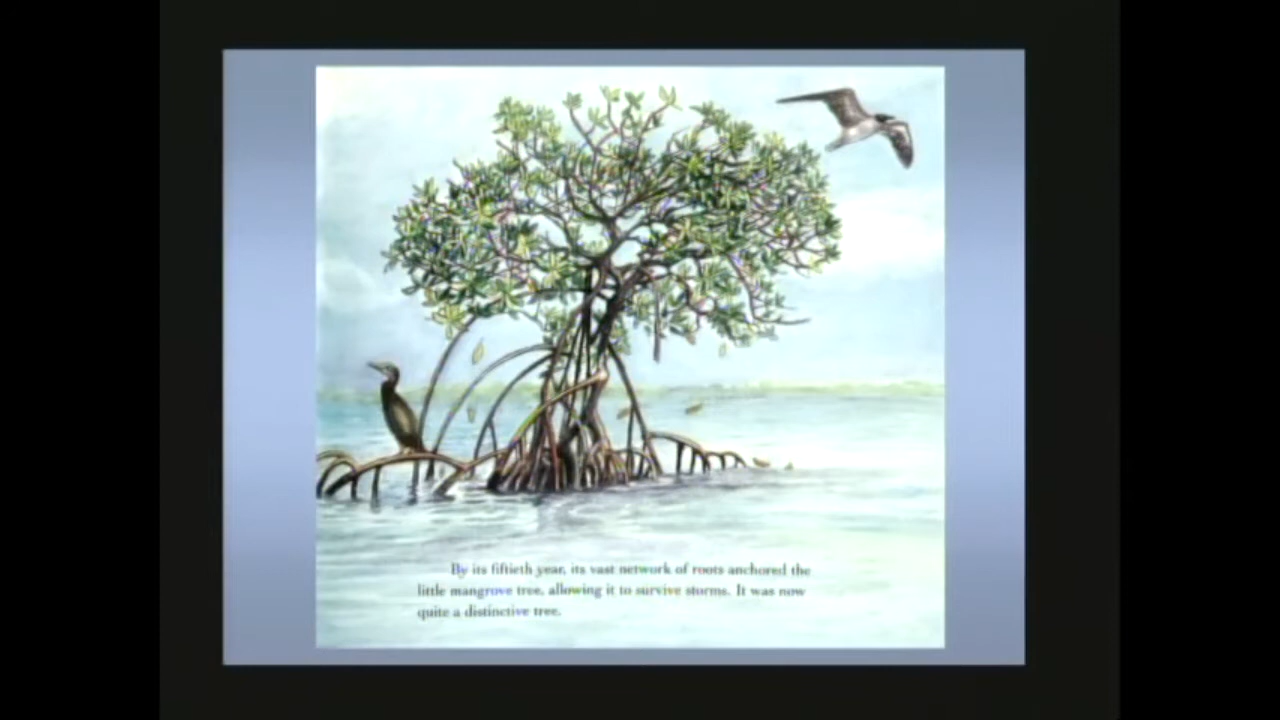 By its fiftieth year, its vast network of roots anchored the
little mangrove tree, allowing it to survive storms. It was now
quite a distinctive tree.